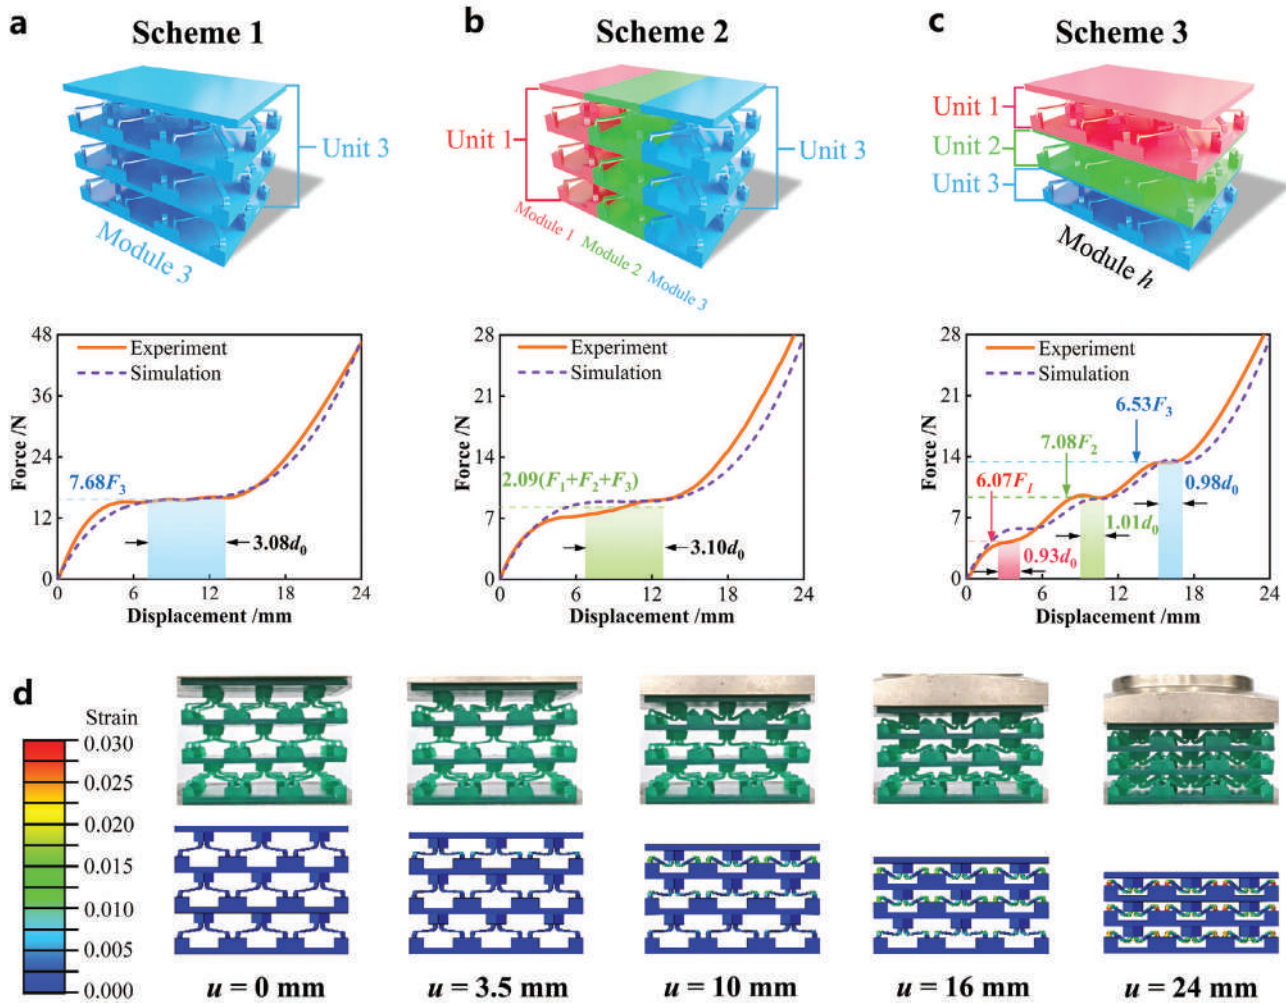 a
Scheme 1
Unit 3
Module 3
b
Scheme 2
Unit 1
Unit 3
Module 1
Module 2
Module 3
c
Scheme 3
Unit 1
Unit 2
Unit 3
Module h
48
36
24
12
0
Force /N
Experiment
Simulation
7.68F₃
3.08d₀
0 6 12 18 24
Displacement /mm
28
21
14
7
0
Force /N
Experiment
Simulation
2.09(F₁+F₂+F₃)
3.10d₀
0 6 12 18 24
Displacement /mm
28
21
14
7
0
Force /N
Experiment
Simulation
6.53F₃
7.08F₂
6.07F₁
0.98d₀
1.01d₀
0.93d₀
0 6 12 18 24
Displacement /mm
d
Strain
0.030
0.025
0.020
0.015
0.010
0.005
0.000
u = 0 mm
u = 3.5 mm
u = 10 mm
u = 16 mm
u = 24 mm